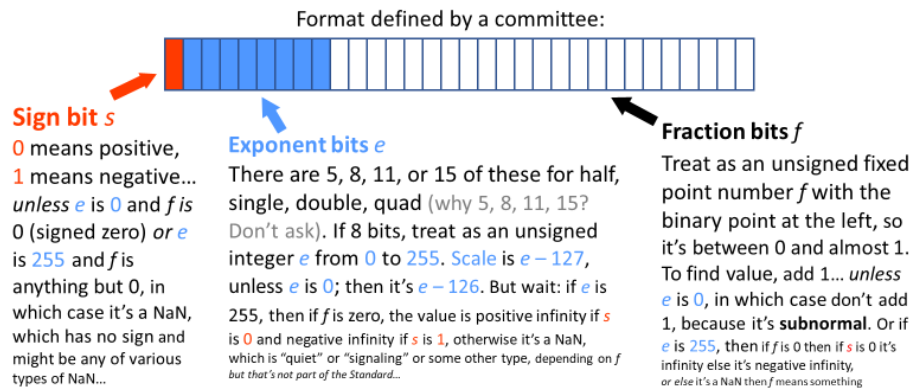 Format defined by a committee:
Sign bit s
0 means positive,
1 means negative…
unless e is 0 and f is
0 (signed zero) or e
is 255 and f is
anything but 0, in
which case it's a NaN,
which has no sign and
might be any of various
types of NaN…
Exponent bits e
There are 5, 8, 11, or 15 of these for half,
single, double, quad (why 5, 8, 11, 15?
Don't ask). If 8 bits, treat as an unsigned
integer e from 0 to 255. Scale is e – 127,
unless e is 0; then it's e – 126. But wait: if e is
255, then if f is zero, the value is positive infinity if s
is 0 and negative infinity if s is 1, otherwise it's a NaN,
which is “quiet” or “signaling” or some other type, depending on f
but that's not part of the Standard…
Fraction bits f
Treat as an unsigned fixed
point number f with the
binary point at the left, so
it's between 0 and almost 1.
To find value, add 1… unless
e is 0, in which case don't add
1, because it's subnormal. Or if
e is 255, then if f is 0 then if s is 0 it's
infinity else it's negative infinity,
or else it's a NaN then f means something